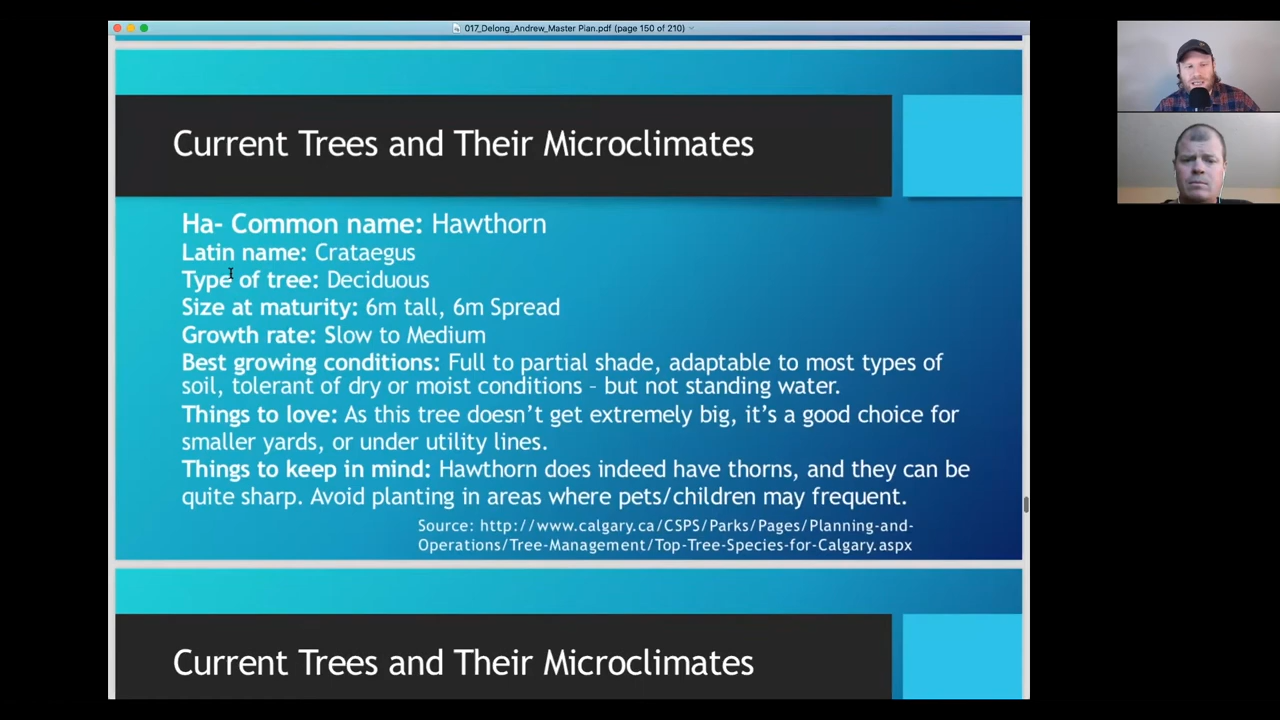 017_Delong_Andrew_Master Plan.pdf (page 150 of 210)
Current Trees and Their Microclimates
Ha- Common name: Hawthorn
Latin name: Crataegus
Type of tree: Deciduous
Size at maturity: 6m tall, 6m Spread
Growth rate: Slow to Medium
Best growing conditions: Full to partial shade, adaptable to most types of
soil, tolerant of dry or moist conditions – but not standing water.
Things to love: As this tree doesn't get extremely big, it's a good choice for
smaller yards, or under utility lines.
Things to keep in mind: Hawthorn does indeed have thorns, and they can be
quite sharp. Avoid planting in areas where pets/children may frequent.
Source: http://www.calgary.ca/CSPS/Parks/Pages/Planning-and-
Operations/Tree-Management/Top-Tree-Species-for-Calgary.aspx
Current Trees and Their Microclimates